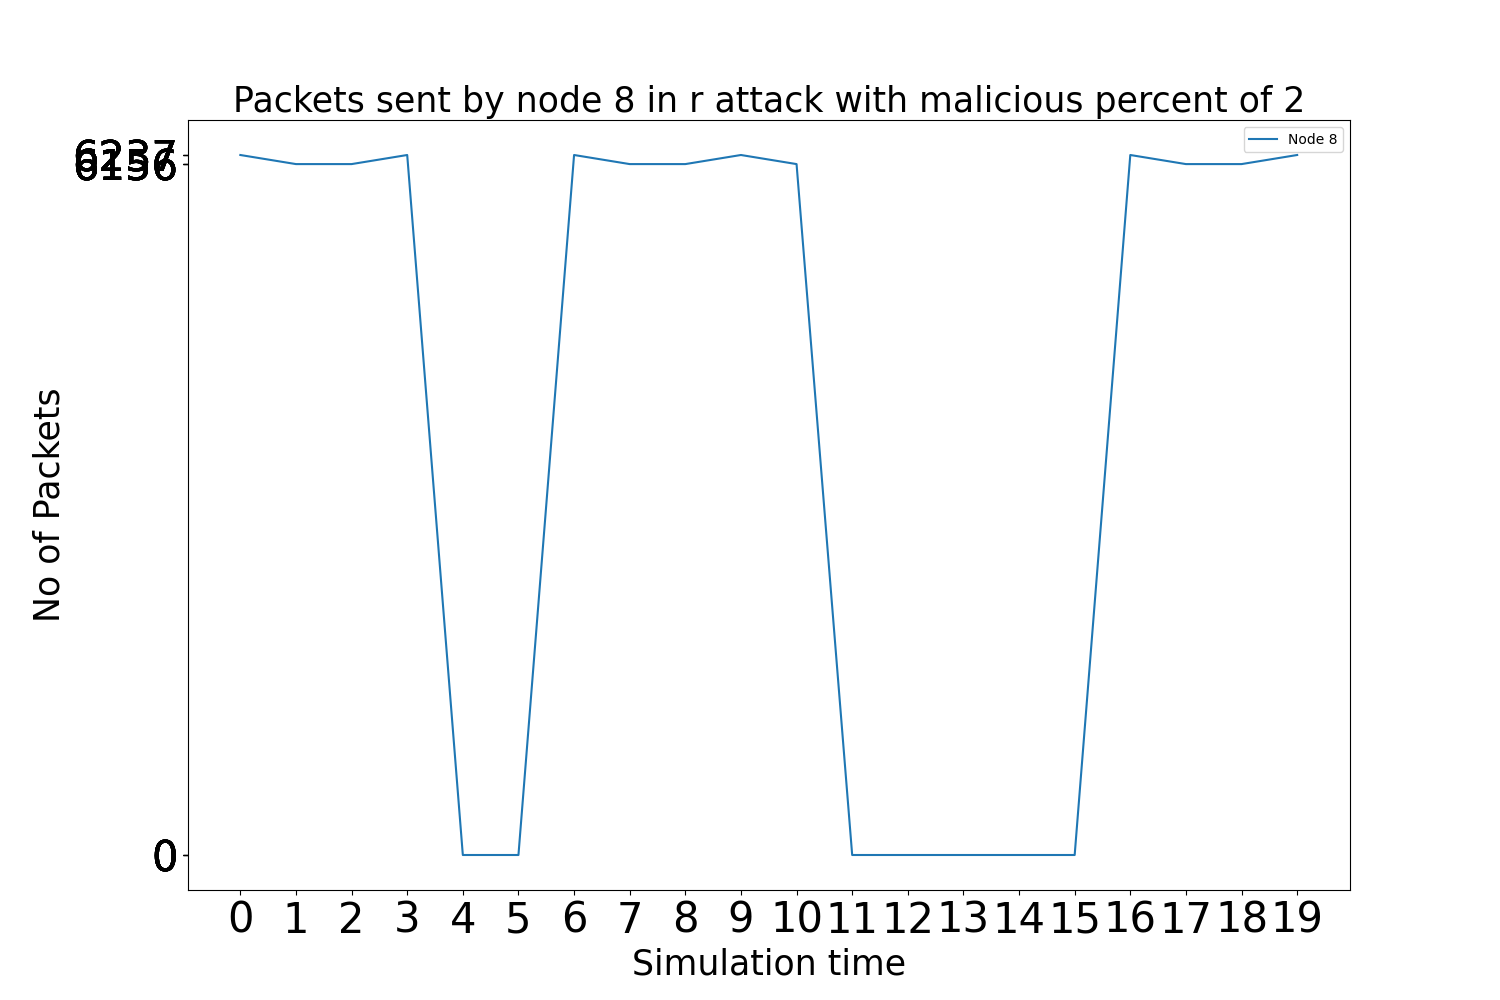 Packets sent by node 8 in r attack with malicious percent of 2
Node 8
6237
6156
0
No of Packets
0 1 2 3 4 5 6 7 8 9 10 11 12 13 14 15 16 17 18 19
Simulation time